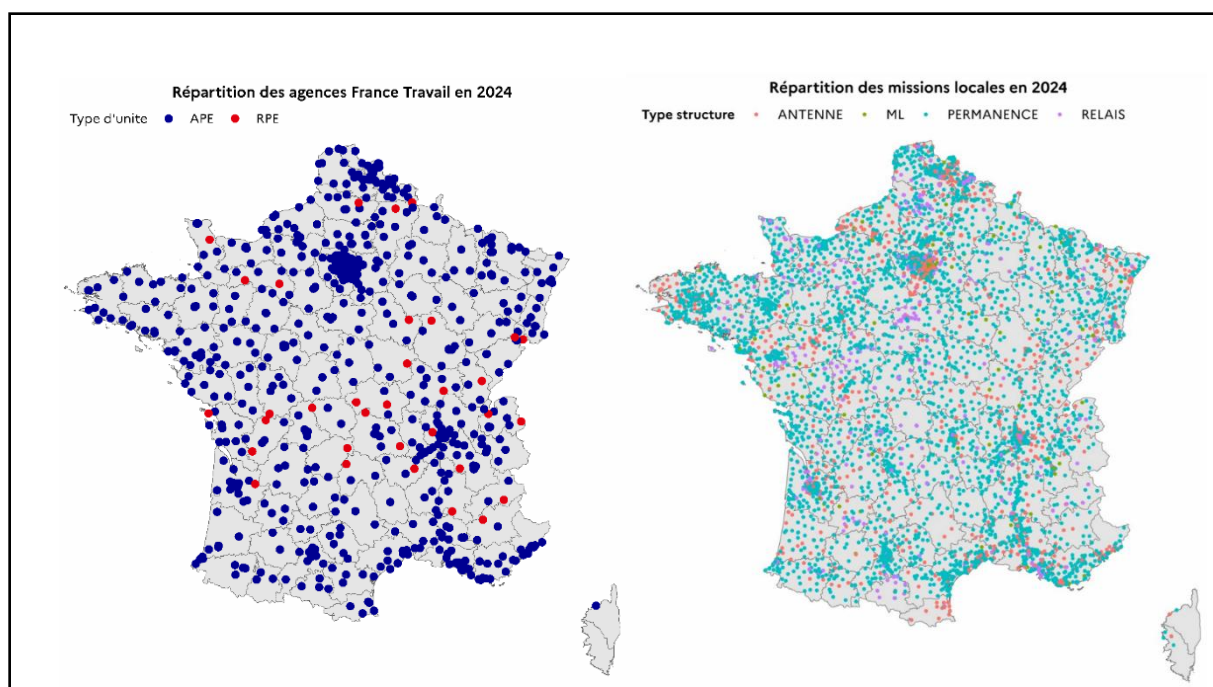 Répartition des agences France Travail en 2024
Type d'unite APE RPE
Répartition des missions locales en 2024
Type structure ANTENNE ML PERMANENCE RELAIS